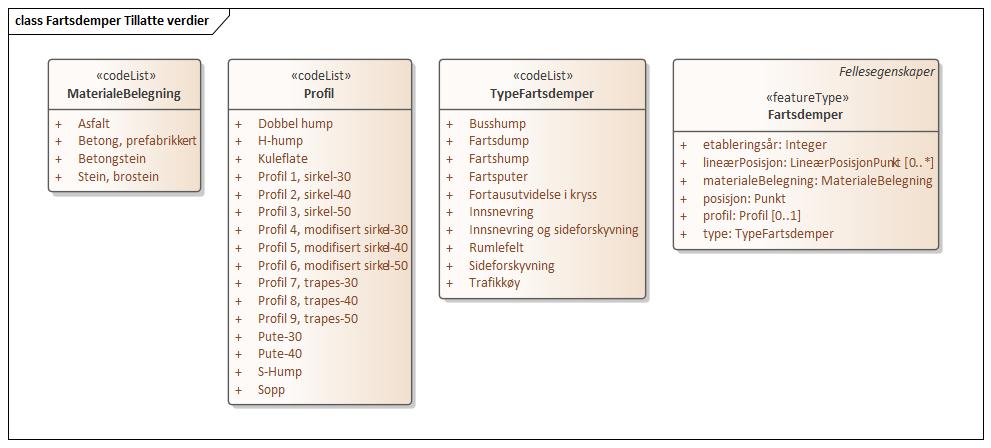 class Fartsdemper Tillatte verdier
«codeList»
MaterialeBelegning
+ Asfalt
+ Betong, prefabrikkert
+ Betongstein
+ Stein, brostein
«codeList»
Profil
+ Dobbel hump
+ H-hump
+ Kuleflate
+ Profil 1, sirkel-30
+ Profil 2, sirkel-40
+ Profil 3, sirkel-50
+ Profil 4, modifisert sirkel-30
+ Profil 5, modifisert sirkel-40
+ Profil 6, modifisert sirkel-50
+ Profil 7, trapes-30
+ Profil 8, trapes-40
+ Profil 9, trapes-50
+ Pute-30
+ Pute-40
+ S-Hump
+ Sopp
«codeList»
TypeFartsdemper
+ Busshump
+ Fartsdump
+ Fartshump
+ Fartsputer
+ Fortausutvidelse i kryss
+ Innsnevring
+ Innsnevring og sideforskyvning
+ Rumlefelt
+ Sideforskyvning
+ Trafikkøy
Fellesegenskaper
«featureType»
Fartsdemper
+ etableringsår: Integer
+ lineærPosisjon: LineærPosisjonPunkt [0..*]
+ materialeBelegning: MaterialeBelegning
+ posisjon: Punkt
+ profil: Profil [0..1]
+ type: TypeFartsdemper